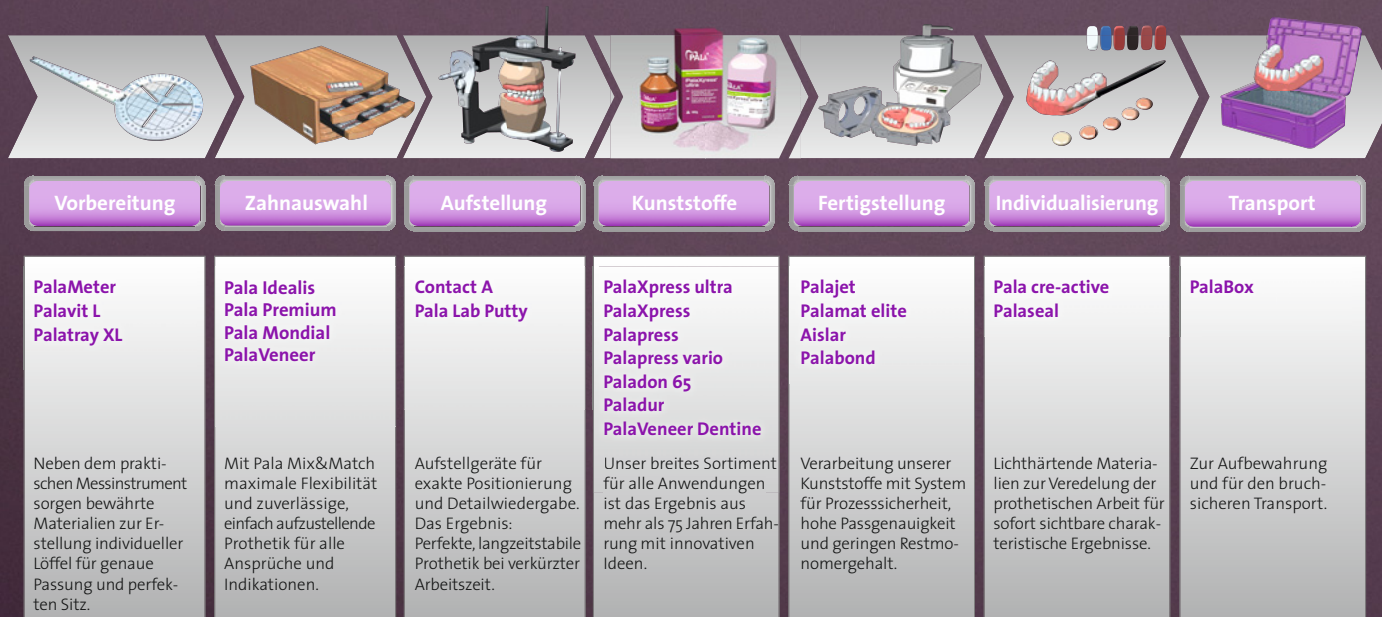 PALA
Vorbereitung
Zahnauswahl
Aufstellung
Kunststoffe
Fertigstellung
Individualisierung
Transport
PalaMeter
Palavit L
Palatray XL
Neben dem prakti-
schen Messinstrument
sorgen bewährte
Materialien zur Er-
stellung individueller
Löffel für genaue
Passung und perfek-
ten Sitz.
Pala Idealis
Pala Premium
Pala Mondial
PalaVeneer
Mit Pala Mix&Match
maximale Flexibilität
und zuverlässige,
einfach aufzustellende
Prothetik für alle
Ansprüche und
Indikationen.
Contact A
Pala Lab Putty
Aufstellgeräte für
exakte Positionierung
und Detailwiedergabe.
Das Ergebnis:
Perfekte, langzeitstabile
Prothetik bei verkürzter
Arbeitszeit.
PalaXpress ultra
PalaXpress
Palapress
Palapress vario
Paladon 65
Paladur
PalaVeneer Dentine
Unser breites Sortiment
für alle Anwendungen
ist das Ergebnis aus
mehr als 75 Jahren Erfah-
rung mit innovativen
Ideen.
Palajet
Palamat elite
Aislar
Palabond
Verarbeitung unserer
Kunststoffe mit System
für Prozesssicherheit,
hohe Passgenauigkeit
und geringen Restmo-
nomergehalt.
Pala cre-active
Palaseal
Lichthärtende Materia-
lien zur Veredelung der
prothetischen Arbeit für
sofort sichtbare charak-
teristische Ergebnisse.
PalaBox
Zur Aufbewahrung
und für den bruch-
sicheren Transport.